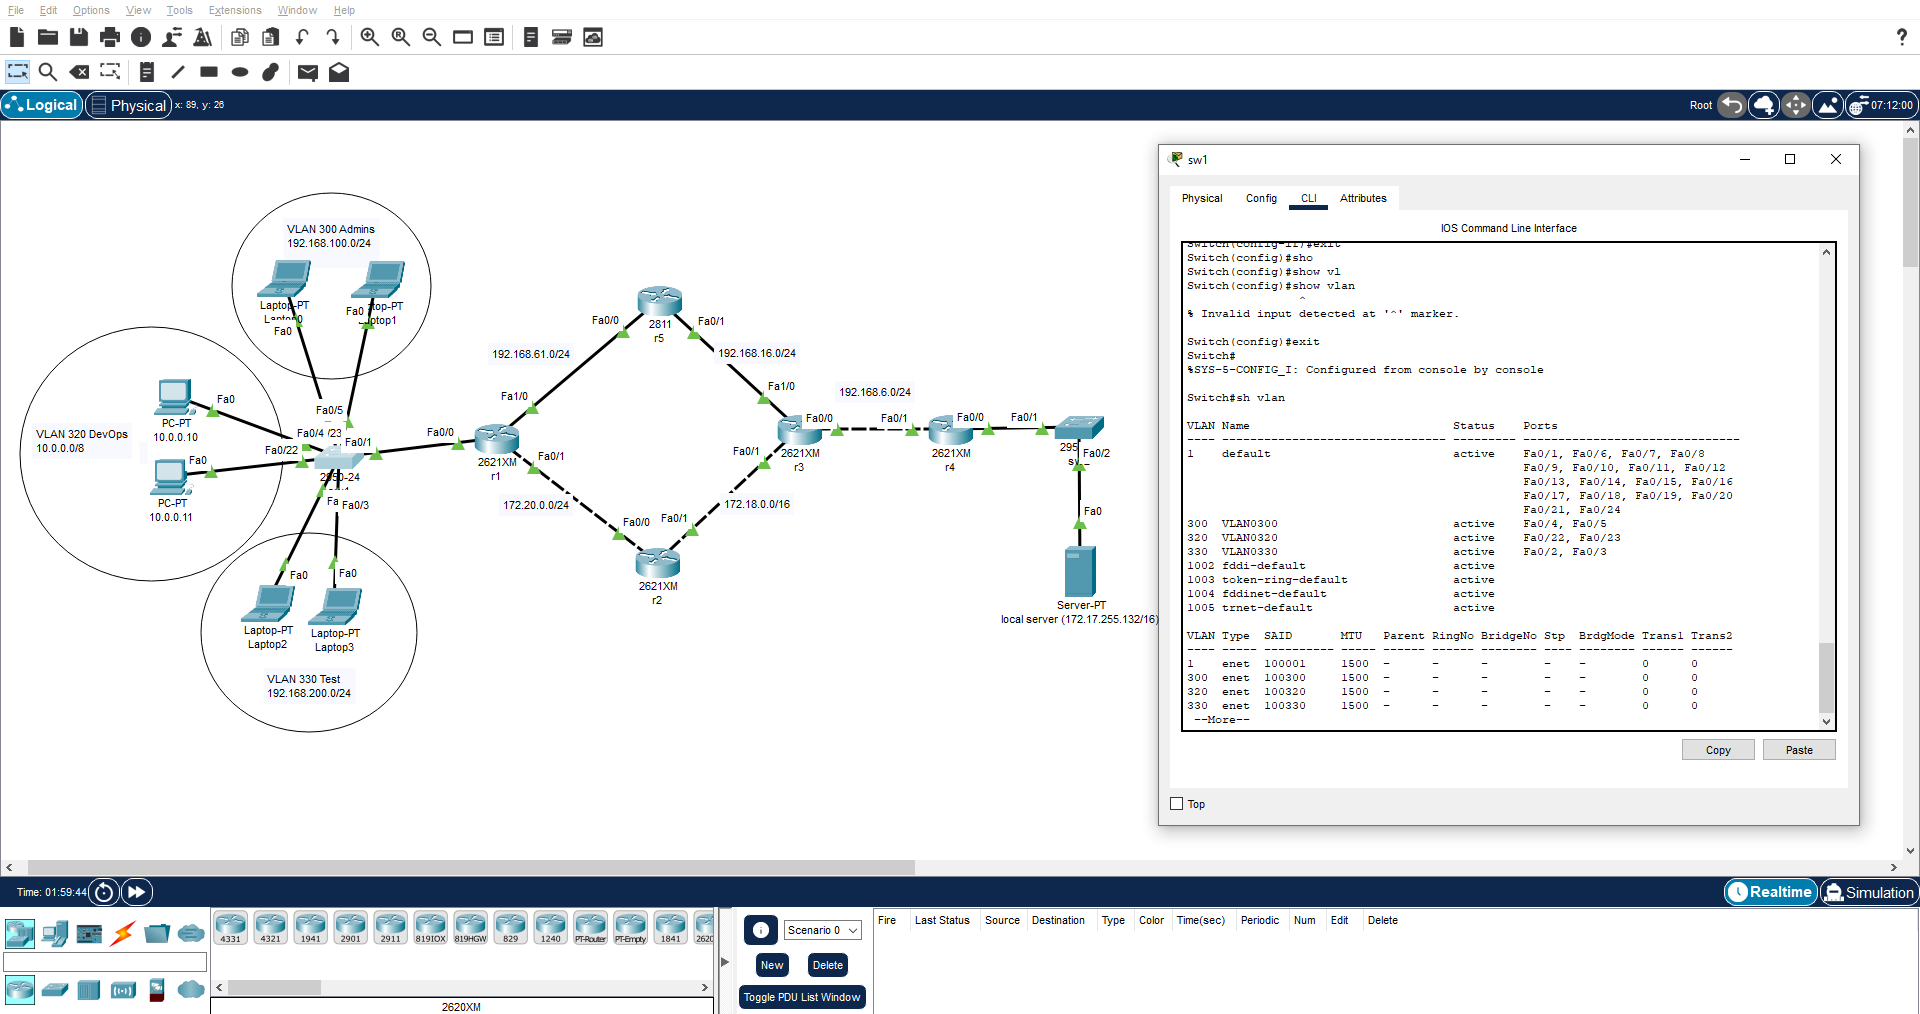 File Edit Options View Tools Extensions Window Help
Logical Physical x: 89, y: 26 Root 07:12:00
VLAN 300 Admins
192.168.100.0/24
Laptop-PT
Fa0
Fa0
VLAN 320 DevOps
10.0.0.0/8
Fa0
PC-PT
10.0.0.10
Fa0
PC-PT
10.0.0.11
Fa0/5
Fa0/4
Fa0/1
Fa0/22
Fa0/3
Fa0
Laptop-PT
Laptop2
Fa0
Laptop-PT
Laptop3
VLAN 330 Test
192.168.200.0/24
Fa0/0
Fa1/0
2621XM
r1
Fa0/1
192.168.61.0/24
Fa0/0
2811
r5
Fa0/1
192.168.16.0/24
Fa1/0
172.20.0.0/24
Fa0/0
2621XM
r2
Fa0/1
172.18.0.0/16
Fa0/1
Fa0/0
2621XM
r3
192.168.6.0/24
Fa0/1
Fa0/0
2621XM
r4
Fa0/1
Fa0/2
Fa0
Server-PT
local server (172.17.255.132/16)
sw1
Physical Config CLI Attributes
IOS Command Line Interface
Switch(config-if)#exit
Switch(config)#sho
Switch(config)#show vl
Switch(config)#show vlan
^
% Invalid input detected at '^' marker.
Switch(config)#exit
Switch#
%SYS-5-CONFIG_I: Configured from console by console
Switch#sh vlan
VLAN Name Status Ports
---- -------------------------------- --------- -------------------------------
1 default active Fa0/1, Fa0/6, Fa0/7, Fa0/8
Fa0/9, Fa0/10, Fa0/11, Fa0/12
Fa0/13, Fa0/14, Fa0/15, Fa0/16
Fa0/17, Fa0/18, Fa0/19, Fa0/20
Fa0/21, Fa0/24
300 VLAN0300 active Fa0/4, Fa0/5
320 VLAN0320 active Fa0/22, Fa0/23
330 VLAN0330 active Fa0/2, Fa0/3
1002 fddi-default active
1003 token-ring-default active
1004 fddinet-default active
1005 trnet-default active
VLAN Type SAID MTU Parent RingNo BridgeNo Stp BrdgMode Trans1 Trans2
---- ----- ---------- ----- ------ ------ -------- ---- -------- ------ ------
1 enet 100001 1500 - - - - - 0 0
300 enet 100300 1500 - - - - - 0 0
320 enet 100320 1500 - - - - - 0 0
330 enet 100330 1500 - - - - - 0 0
--More--
Copy Paste
Top
Time: 01:59:44 Realtime Simulation
4331 4321 1941 2901 2911 819IOX 819HGW 829 1240 PT-Router PT-Empty 1841
2620XM
Scenario 0
New Delete
Toggle PDU List Window
Fire Last Status Source Destination Type Color Time(sec) Periodic Num Edit Delete